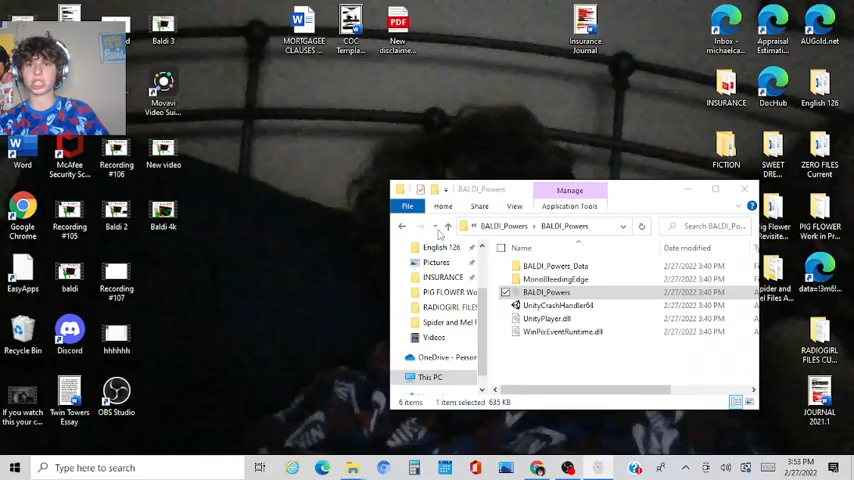 Baldi 3
MORTGAGEE
CLAUSES ...
COC
Templa...
New
disclaime...
Insurance
Journal
Inbox -
michaelca...
Appraisal
Estimati...
AUGold.net
Movavi
Video Sui...
INSURANCE
DocHub
English 126
Word
McAfee
Security Sc...
Recording
#106
New video
FICTION
SWEET
DRE...
ZERO FILES
Current
BALDI_Powers
Manage
File
Home
Share
View
Application Tools
« BALDI_Powers › BALDI_Powers
Search BALDI_Po...
Google
Chrome
Recording
#105
Baldi 2
Baldi 4k
English 126
Pictures
INSURANCE
PIG FLOWER Wo
RADIOGIRL FILES
Spider and Mel F
Videos
OneDrive - Person
This PC
Name
Date modified
BALDI_Powers_Data
2/27/2022 3:40 PM
MonoBleedingEdge
2/27/2022 3:40 PM
BALDI_Powers
2/27/2022 3:40 PM
UnityCrashHandler64
2/27/2022 3:40 PM
UnityPlayer.dll
2/27/2022 3:40 PM
WinPixEventRuntime.dll
2/27/2022 3:40 PM
6 items
1 item selected 635 KB
PIG FLOWER
Work in Pr...
Spider and
Mel Files A...
data=!3m6!...
EasyApps
baldi
Recording
#107
Recycle Bin
Discord
hhhhhh
RADIOGIRL
FILES CU...
If you watch
this your c...
Twin Towers
Essay
OBS Studio
JOURNAL
2021.1
Type here to search
3:53 PM
2/27/2022